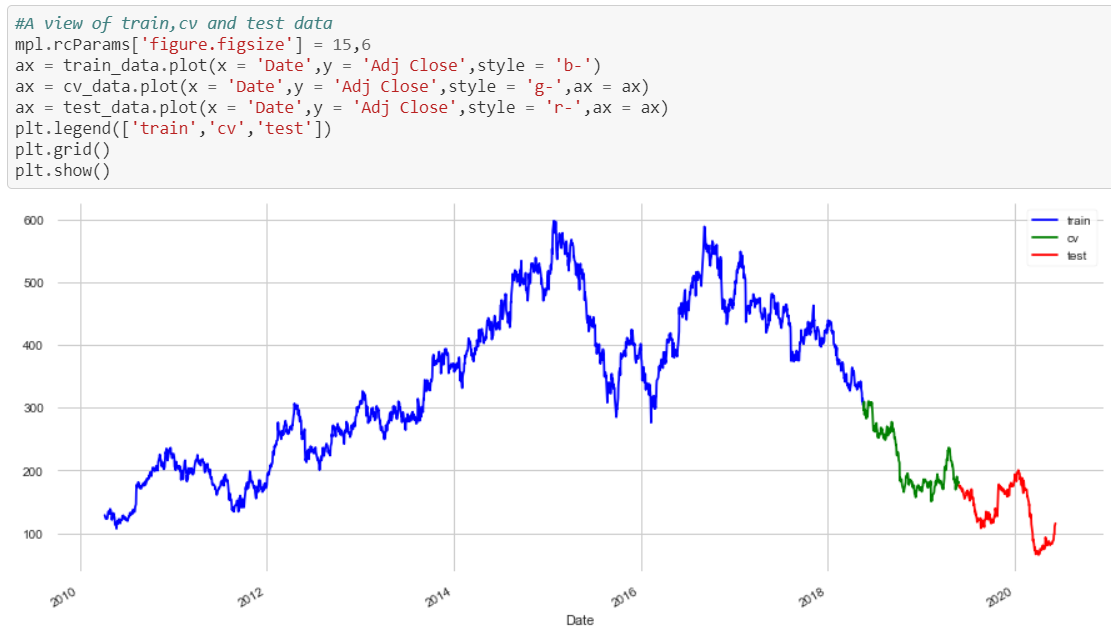 #A view of train,cv and test data
mpl.rcParams['figure.figsize'] = 15,6
ax = train_data.plot(x = 'Date',y = 'Adj Close',style = 'b-')
ax = cv_data.plot(x = 'Date',y = 'Adj Close',style = 'g-',ax = ax)
ax = test_data.plot(x = 'Date',y = 'Adj Close',style = 'r-',ax = ax)
plt.legend(['train','cv','test'])
plt.grid()
plt.show()
train
cv
test
600
500
400
300
200
100
2010 2012 2014 2016 2018 2020
Date